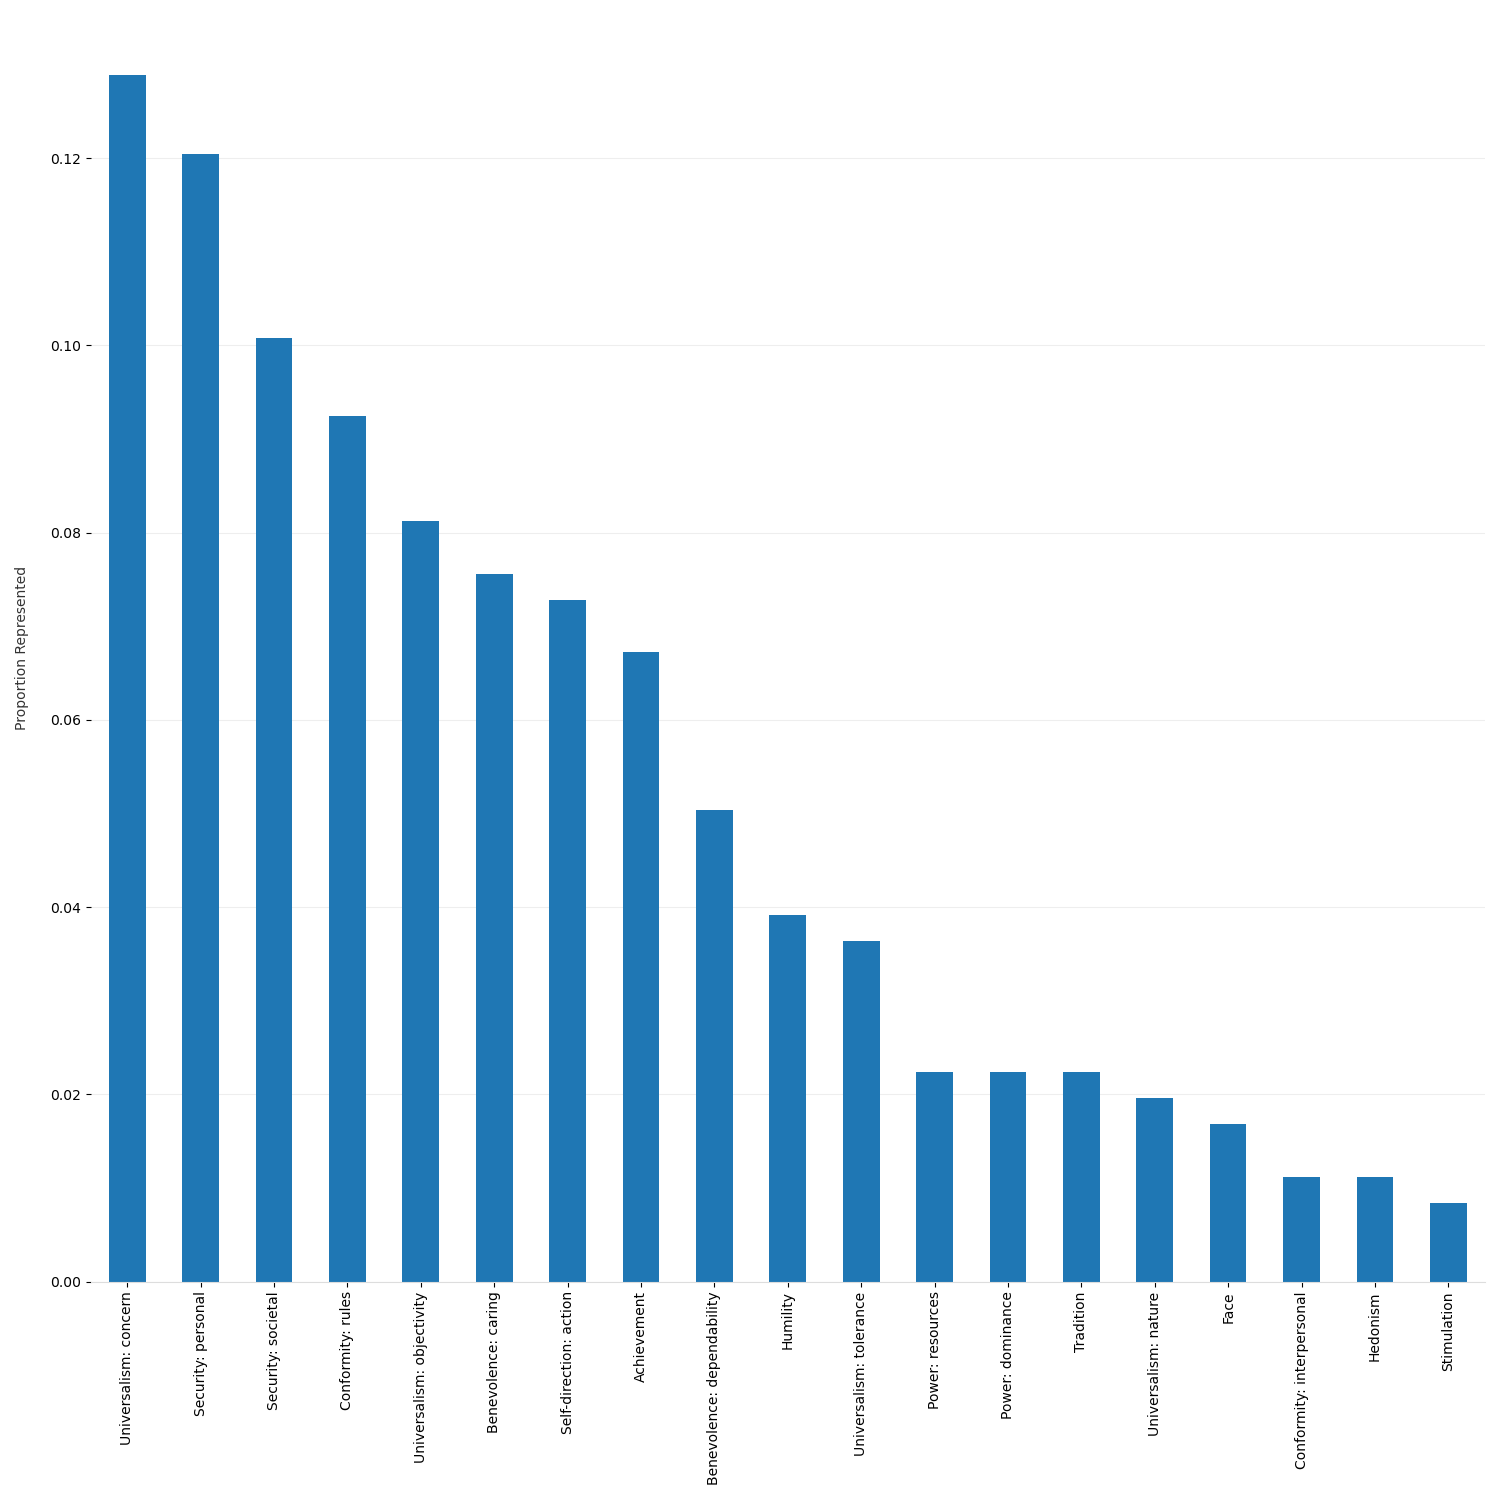 0.12
0.10
0.08
0.06
0.04
0.02
0.00
Proportion Represented
Universalism: concern
Security: personal
Security: societal
Conformity: rules
Universalism: objectivity
Benevolence: caring
Self-direction: action
Achievement
Benevolence: dependability
Humility
Universalism: tolerance
Power: resources
Power: dominance
Tradition
Universalism: nature
Face
Conformity: interpersonal
Hedonism
Stimulation